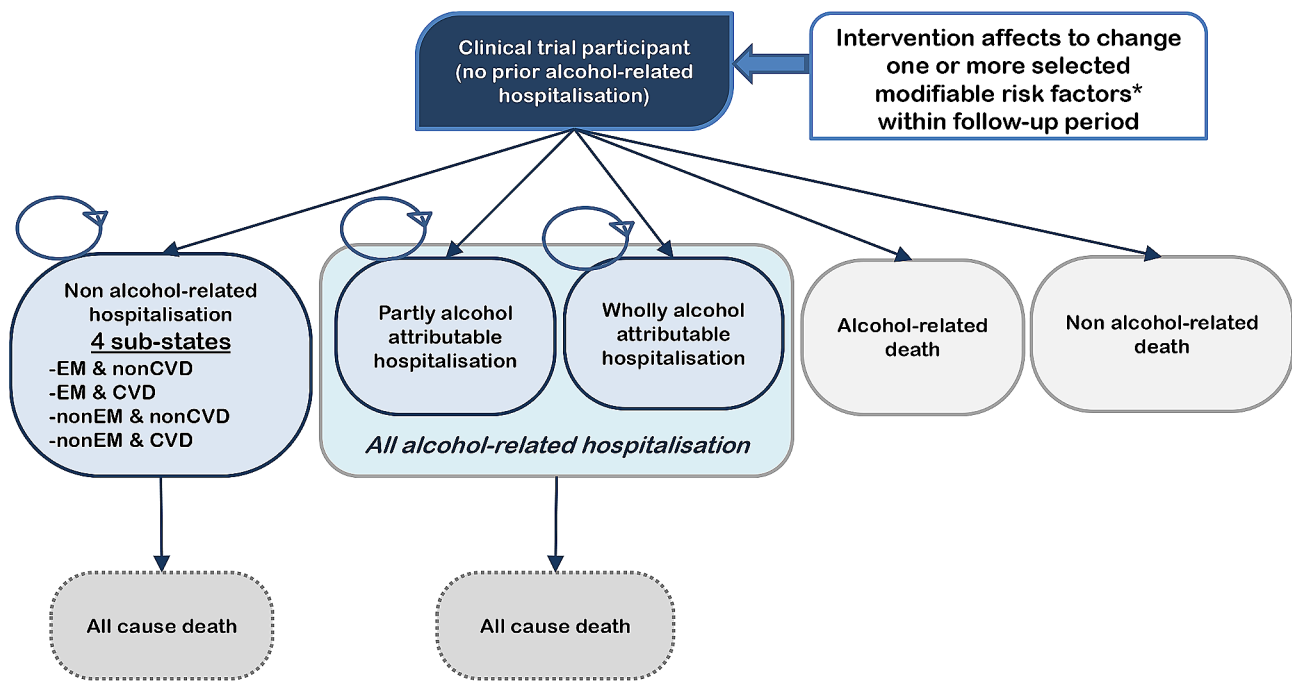 Clinical trial participant
(no prior alcohol-related
hospitalisation)
Intervention affects to change
one or more selected
modifiable risk factors*
within follow-up period
Non alcohol-related
hospitalisation
4 sub-states
-EM & nonCVD
-EM & CVD
-nonEM & nonCVD
-nonEM & CVD
Partly alcohol
attributable
hospitalisation
Wholly alcohol
attributable
hospitalisation
All alcohol-related hospitalisation
Alcohol-related
death
Non alcohol-related
death
All cause death
All cause death